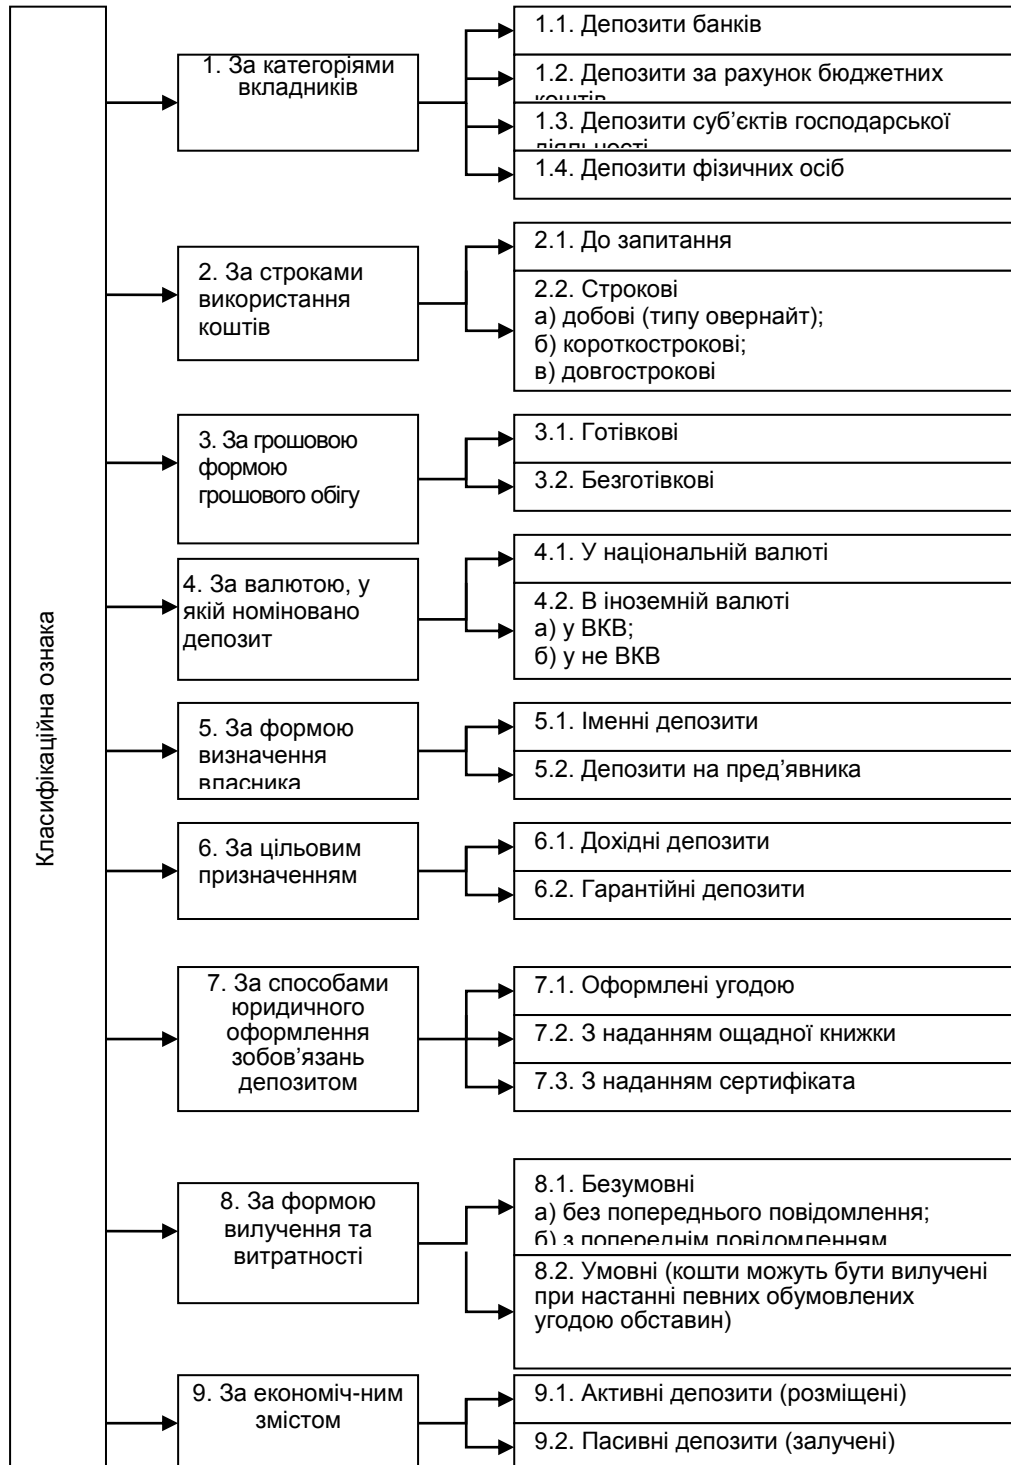 Класифікаційна ознака
1. За категоріями
вкладників
1.1. Депозити банків
1.2. Депозити за рахунок бюджетних
коштів
1.3. Депозити суб’єктів господарської
діяльності
1.4. Депозити фізичних осіб
2. За строками
використання
коштів
2.1. До запитання
2.2. Строкові
а) добові (типу овернайт);
б) короткострокові;
в) довгострокові
3. За грошовою
формою
грошового обігу
3.1. Готівкові
3.2. Безготівкові
4. За валютою, у
якій номіновано
депозит
4.1. У національній валюті
4.2. В іноземній валюті
а) у ВКВ;
б) у не ВКВ
5. За формою
визначення
власника
5.1. Іменні депозити
5.2. Депозити на пред’явника
6. За цільовим
призначенням
6.1. Дохідні депозити
6.2. Гарантійні депозити
7. За способами
юридичного
оформлення
зобов’язань
депозитом
7.1. Оформлені угодою
7.2. З наданням ощадної книжки
7.3. З наданням сертифіката
8. За формою
вилучення та
витратності
8.1. Безумовні
а) без попереднього повідомлення;
б) з попереднім повідомленням
8.2. Умовні (кошти можуть бути вилучені
при настанні певних обумовлених
угодою обставин)
9. За економіч-ним
змістом
9.1. Активні депозити (розміщені)
9.2. Пасивні депозити (залучені)